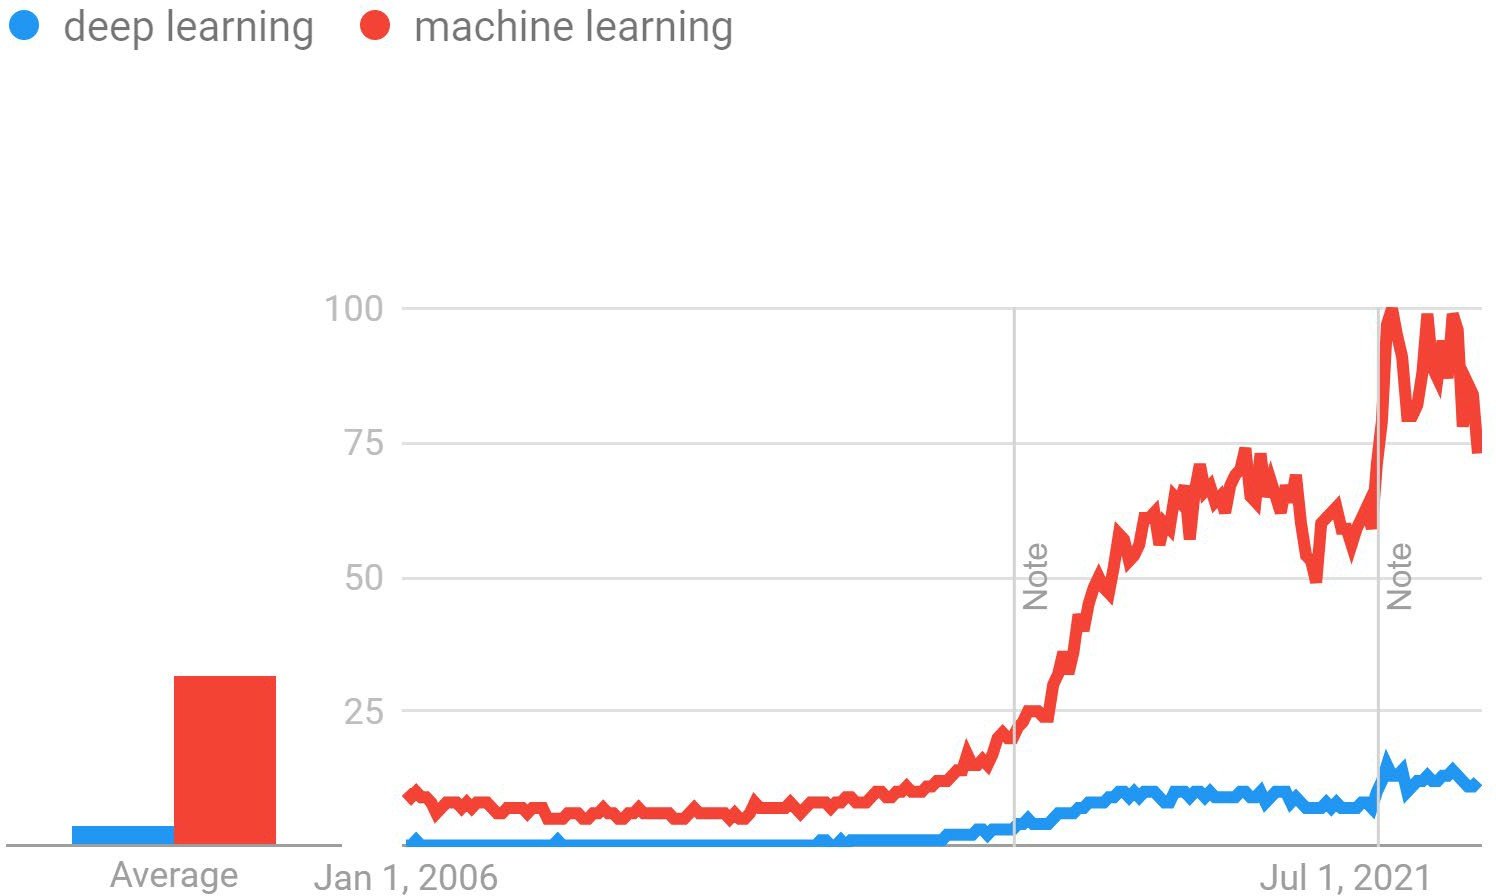 deep learning machine learning
100
75
50
25
Note
Note
Average
Jan 1, 2006
Jul 1, 2021